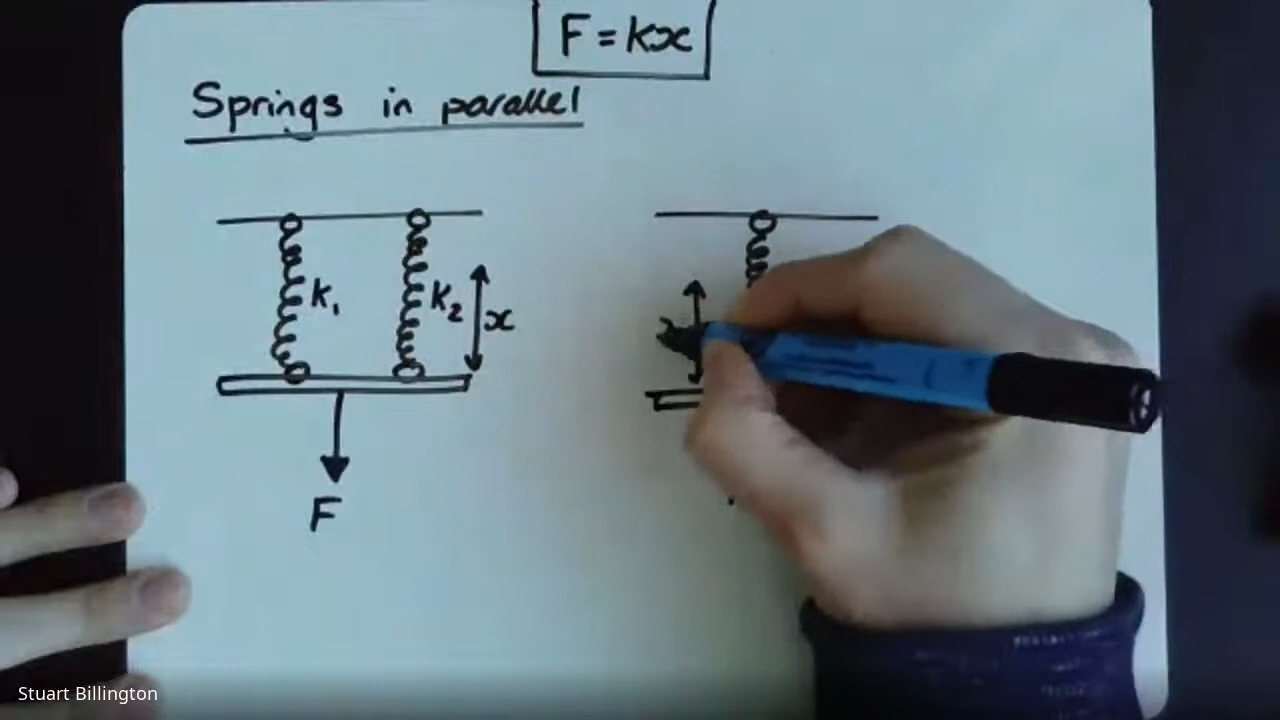 F = kx
Springs in parallel
k₁
k₂
x
x
F
Stuart Billington